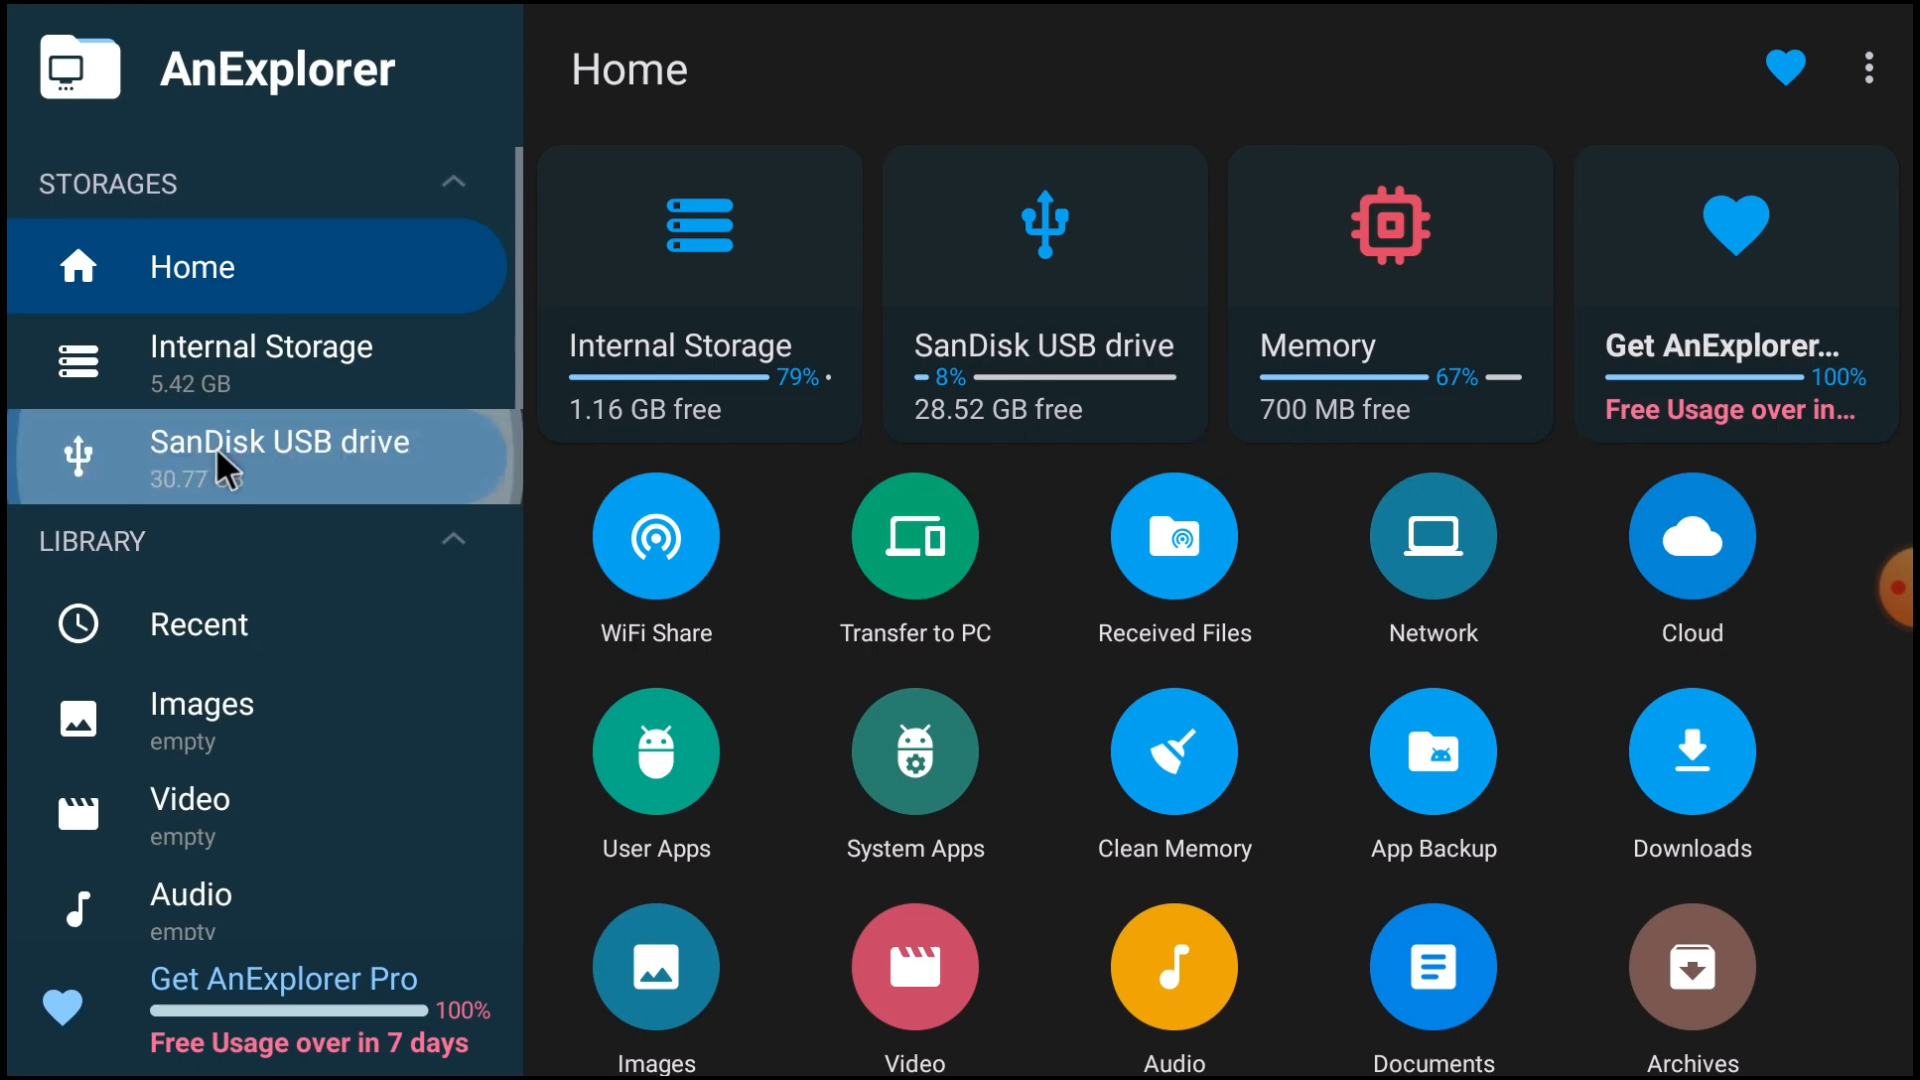 AnExplorer
STORAGES
Home
Internal Storage
5.42 GB
SanDisk USB drive
30.77
LIBRARY
Recent
Images
empty
Video
empty
Audio
empty
Get AnExplorer Pro
100%
Free Usage over in 7 days
Home
Internal Storage
79%
1.16 GB free
SanDisk USB drive
8%
28.52 GB free
Memory
67%
700 MB free
Get AnExplorer...
100%
Free Usage over in...
WiFi Share
Transfer to PC
Received Files
Network
Cloud
User Apps
System Apps
Clean Memory
App Backup
Downloads
Images
Video
Audio
Documents
Archives